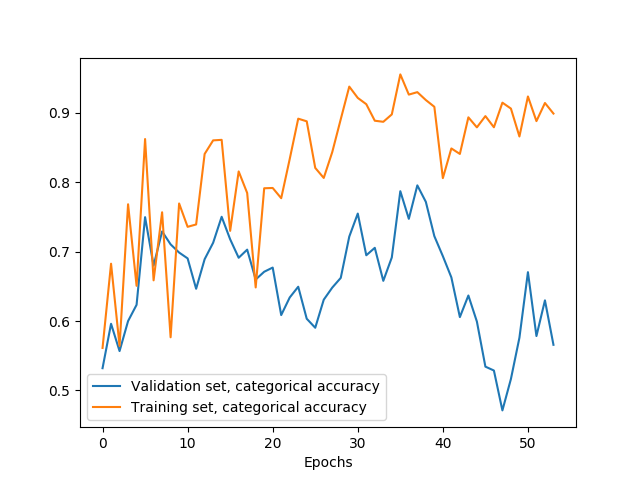 0.9
0.8
0.7
0.6
0.5
Validation set, categorical accuracy
Training set, categorical accuracy
0 10 20 30 40 50
Epochs